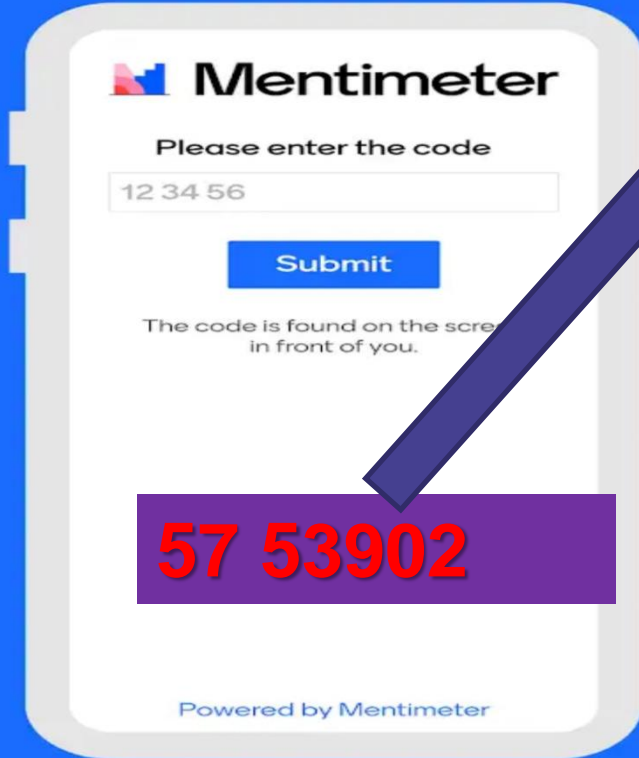 Mentimeter
Please enter the code
12 34 56
Submit
The code is found on the
in front of you.
57 53902
Powered by Mentimeter